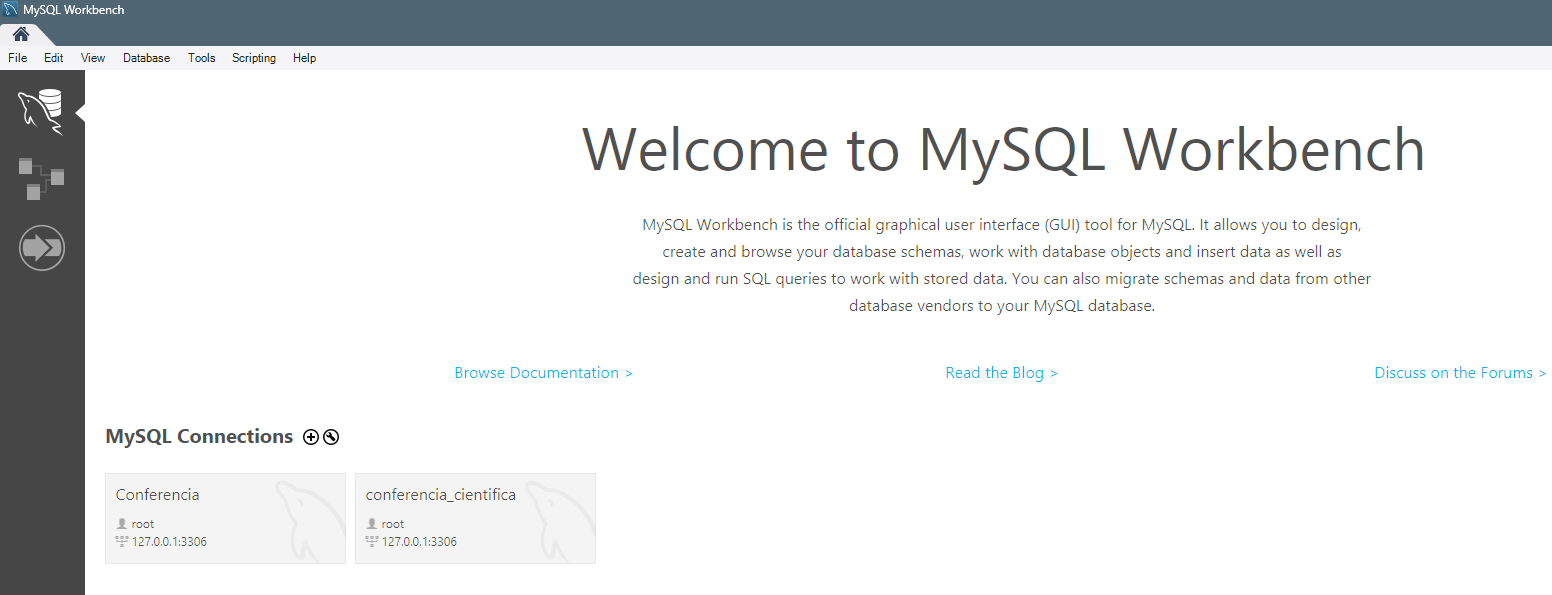 MySQL Workbench
File Edit View Database Tools Scripting Help
Welcome to MySQL Workbench
MySQL Workbench is the official graphical user interface (GUI) tool for MySQL. It allows you to design,
create and browse your database schemas, work with database objects and insert data as well as
design and run SQL queries to work with stored data. You can also migrate schemas and data from other
database vendors to your MySQL database.
Browse Documentation > Read the Blog > Discuss on the Forums >
MySQL Connections
Conferencia
root
127.0.0.1:3306
conferencia_cientifica
root
127.0.0.1:3306